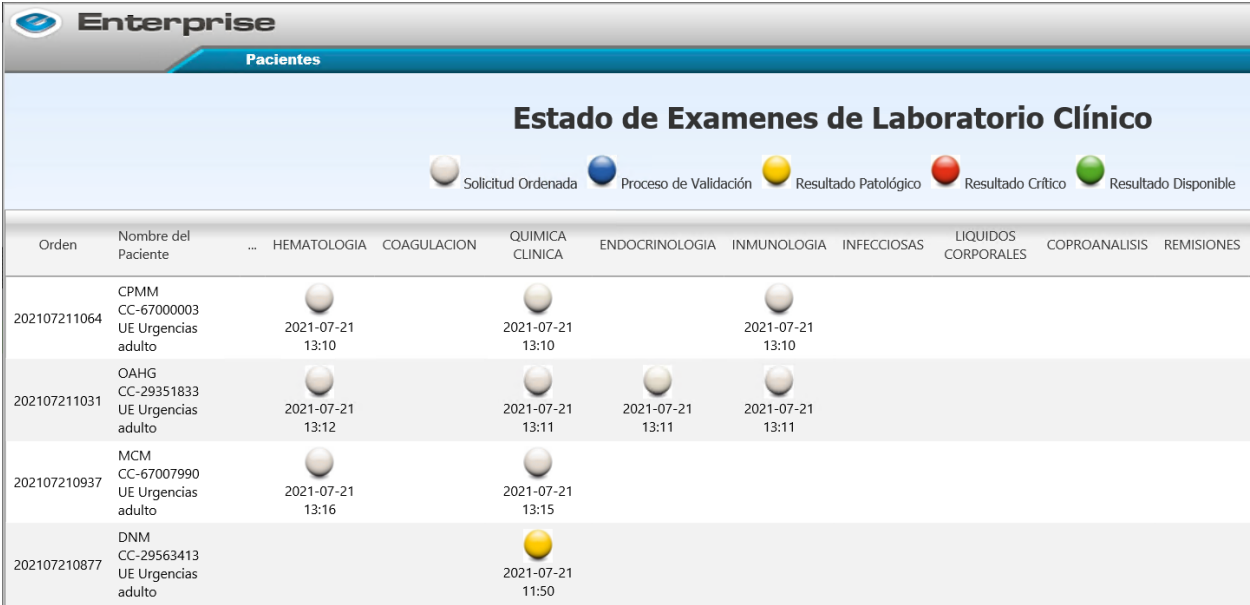 Enterprise
Pacientes
Estado de Examenes de Laboratorio Clínico
Solicitud Ordenada Proceso de Validación Resultado Patológico Resultado Crítico Resultado Disponible
Orden Nombre del Paciente ... HEMATOLOGIA COAGULACION QUIMICA CLINICA ENDOCRINOLOGIA INMUNOLOGIA INFECCIOSAS LIQUIDOS CORPORALES COPROANALISIS REMISIONES
202107211064
CPMM
CC-67000003
UE Urgencias
adulto
2021-07-21
13:10
2021-07-21
13:10
2021-07-21
13:10
202107211031
OAHG
CC-29351833
UE Urgencias
adulto
2021-07-21
13:12
2021-07-21
13:11
2021-07-21
13:11
2021-07-21
13:11
202107210937
MCM
CC-67007990
UE Urgencias
adulto
2021-07-21
13:16
2021-07-21
13:15
202107210877
DNM
CC-29563413
UE Urgencias
adulto
2021-07-21
11:50